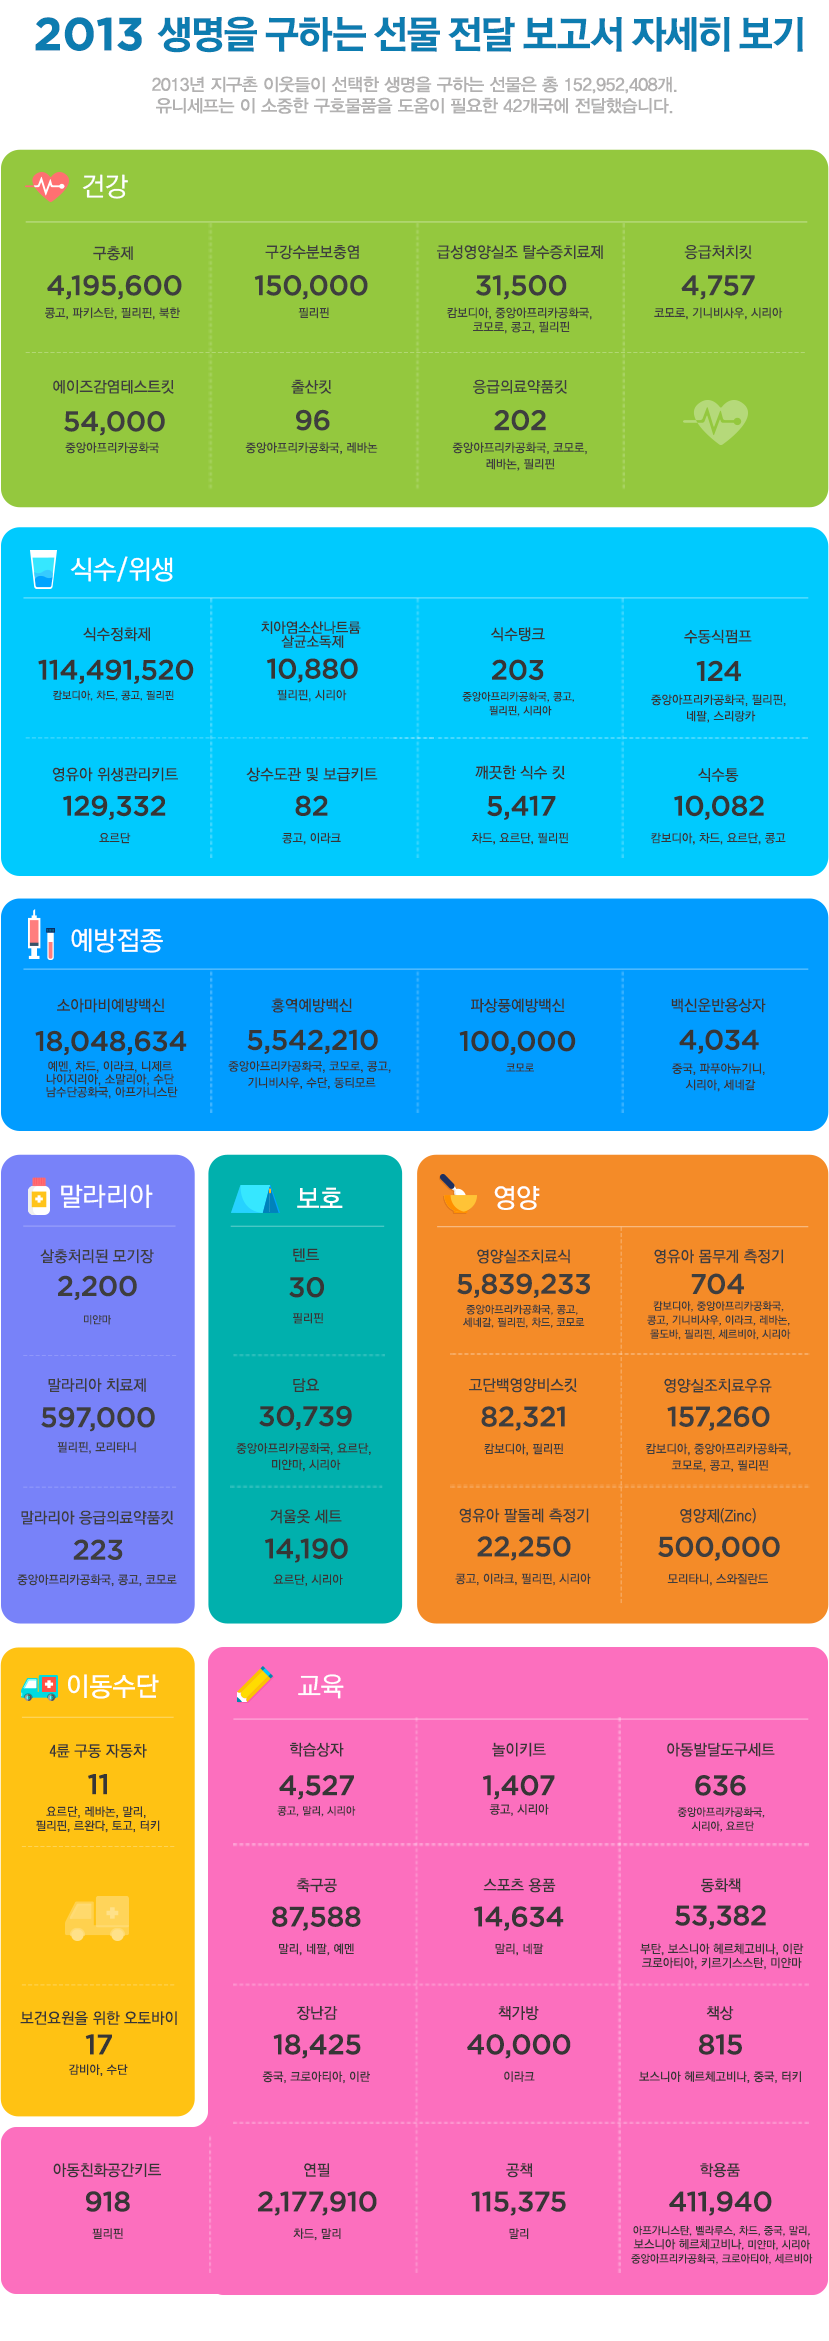 2013 생명을 구하는 선물 전달 보고서 자세히 보기
2013년 지구촌 이웃들이 선택한 생명을 구하는 선물은 총 152,952,408개.
유니세프는 이 소중한 구호물품을 도움이 필요한 42개국에 전달했습니다.
건강
구충제
4,195,600
콩고, 파키스탄, 필리핀, 북한
구강수분보충염
150,000
필리핀
급성영양실조 탈수증치료제
31,500
캄보디아, 중앙아프리카공화국,
코모로, 콩고, 필리핀
응급처치킷
4,757
코모로, 기니비사우, 시리아
에이즈감염테스트킷
54,000
중앙아프리카공화국
출산킷
96
중앙아프리카공화국, 레바논
응급의료약품킷
202
중앙아프리카공화국, 코모로,
레바논, 필리핀
식수/위생
식수정화제
114,491,520
캄보디아, 차드, 콩고, 필리핀
치아염소산나트륨
살균소독제
10,880
필리핀, 시리아
식수탱크
203
중앙아프리카공화국, 콩고,
필리핀, 시리아
수동식펌프
124
중앙아프리카공화국, 필리핀,
네팔, 스리랑카
영유아 위생관리키트
129,332
요르단
상수도관 및 보급키트
82
콩고, 이라크
깨끗한 식수 킷
5,417
차드, 요르단, 필리핀
식수통
10,082
캄보디아, 차드, 요르단, 콩고
예방접종
소아마비예방백신
18,048,634
예멘, 차드, 이라크, 니제르
나이지리아, 소말리아, 수단
남수단공화국, 아프가니스탄
홍역예방백신
5,542,210
중앙아프리카공화국, 코모로, 콩고,
기니비사우, 수단, 동티모르
파상풍예방백신
100,000
코모로
백신운반용상자
4,034
중국, 파푸아뉴기니,
시리아, 세네갈
말라리아
살충처리된 모기장
2,200
미얀마
말라리아 치료제
597,000
필리핀, 모리타니
말라리아 응급의료약품킷
223
중앙아프리카공화국, 콩고, 코모로
보호
텐트
30
필리핀
담요
30,739
중앙아프리카공화국, 요르단,
미얀마, 시리아
겨울옷 세트
14,190
요르단, 시리아
영양
영양실조치료식
5,839,233
중앙아프리카공화국, 콩고,
세네갈, 필리핀, 차드, 코모로
영유아 몸무게 측정기
704
캄보디아, 중앙아프리카공화국,
콩고, 기니비사우, 이라크, 레바논,
몰도바, 필리핀, 세르비아, 시리아
고단백영양비스킷
82,321
캄보디아, 필리핀
영양실조치료우유
157,260
캄보디아, 중앙아프리카공화국,
코모로, 콩고, 필리핀
영유아 팔둘레 측정기
22,250
콩고, 이라크, 필리핀, 시리아
영양제(Zinc)
500,000
모리타니, 스와질란드
이동수단
4륜 구동 자동차
11
요르단, 레바논, 말리,
필리핀, 르완다, 토고, 터키
보건요원을 위한 오토바이
17
감비아, 수단
교육
학습상자
4,527
콩고, 말리, 시리아
놀이키트
1,407
콩고, 시리아
아동발달도구세트
636
중앙아프리카공화국,
시리아, 요르단
축구공
87,588
말리, 네팔, 예멘
스포츠 용품
14,634
말리, 네팔
동화책
53,382
부탄, 보스니아 헤르체고비나, 이란
크로아티아, 키르기스스탄, 미얀마
장난감
18,425
중국, 크로아티아, 이란
책가방
40,000
이라크
책상
815
보스니아 헤르체고비나, 중국, 터키
아동친화공간키트
918
필리핀
연필
2,177,910
차드, 말리
공책
115,375
말리
학용품
411,940
아프가니스탄, 벨라루스, 차드, 중국, 말리,
보스니아 헤르체고비나, 미얀마, 시리아
중앙아프리카공화국, 크로아티아, 세르비아